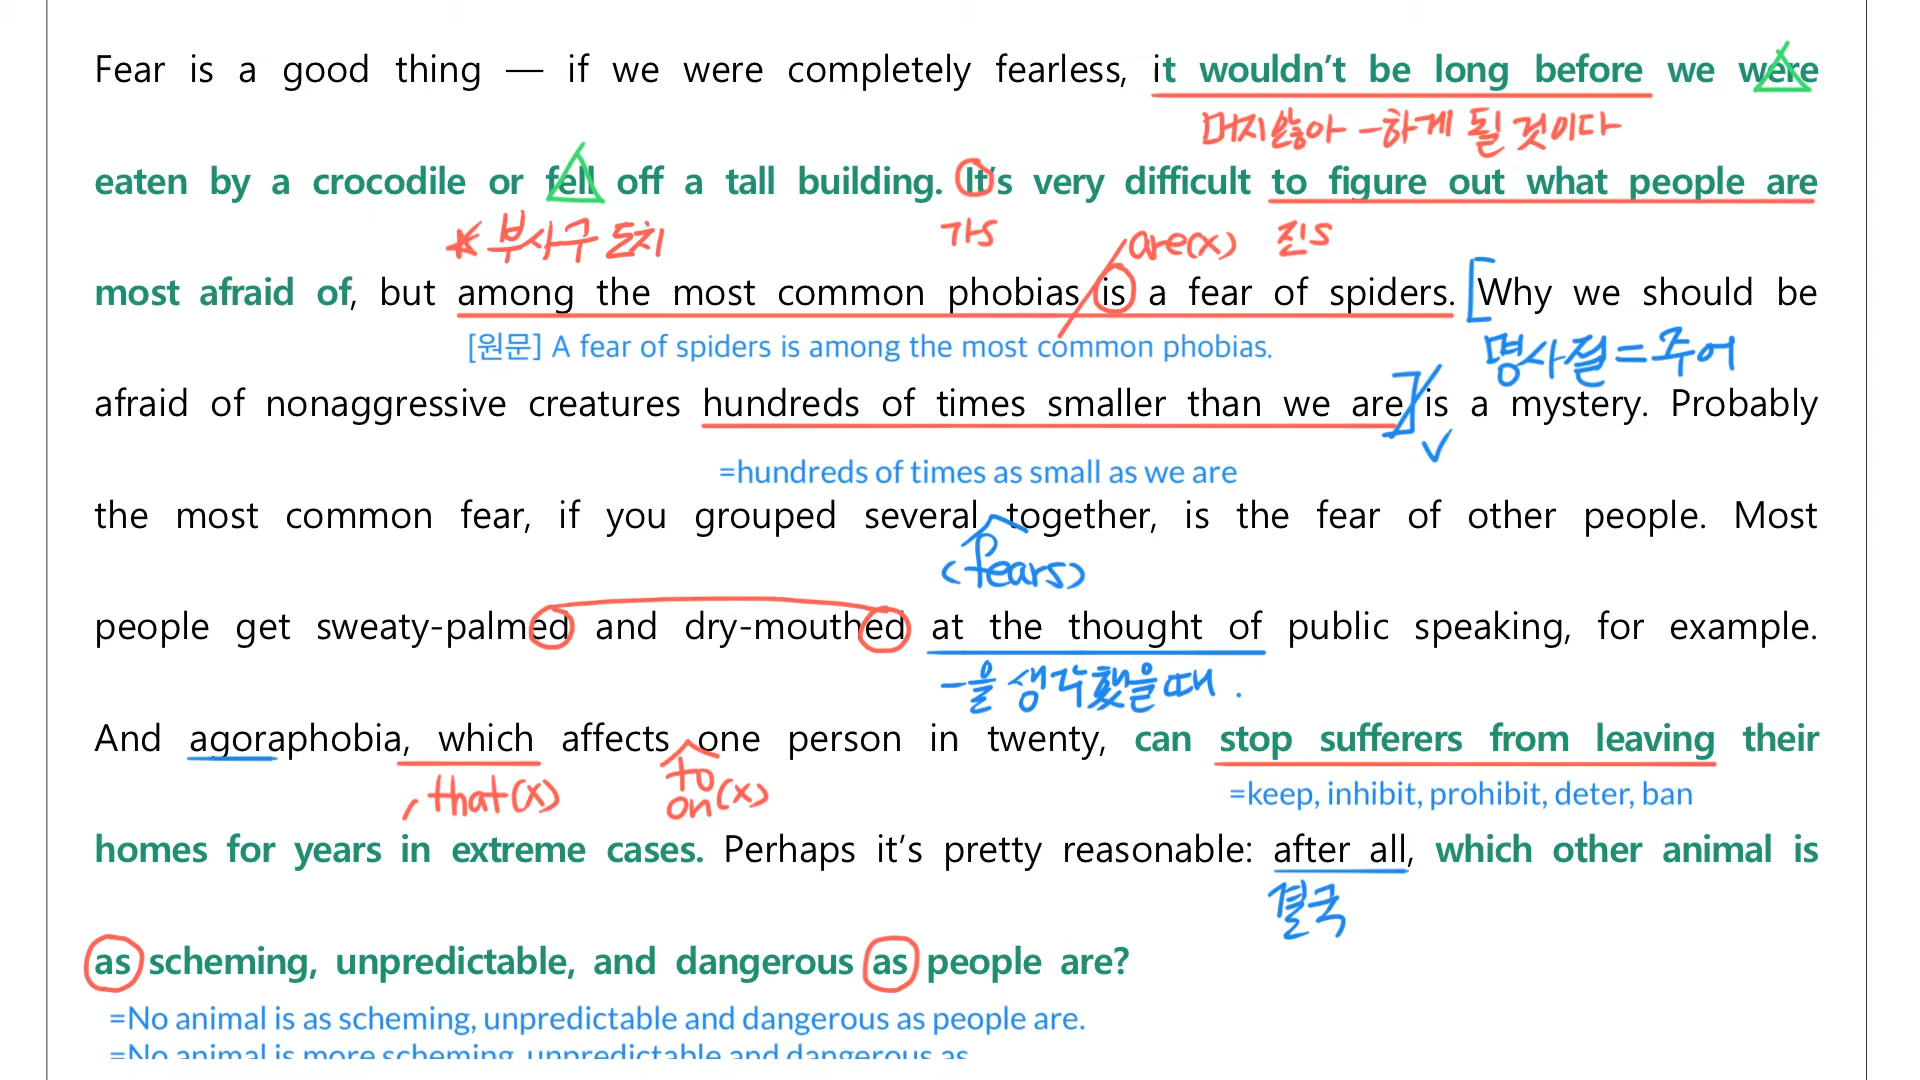 Fear is a good thing — if we were completely fearless, it wouldn't be long before we were
머지않아 -하게 될 것이다
eaten by a crocodile or fell off a tall building. It's very difficult to figure out what people are
* 부사구 도치
가S
are(x)
진S
most afraid of, but among the most common phobias is a fear of spiders. [Why we should be
[원문] A fear of spiders is among the most common phobias.
명사절=주어
afraid of nonaggressive creatures hundreds of times smaller than we are] is a mystery. Probably
=hundreds of times as small as we are
the most common fear, if you grouped several together, is the fear of other people. Most
(fears)
people get sweaty-palmed and dry-mouthed at the thought of public speaking, for example.
-을 생각했을때.
And agoraphobia, which affects one person in twenty, can stop sufferers from leaving their
, that(x)
to
on(x)
=keep, inhibit, prohibit, deter, ban
homes for years in extreme cases. Perhaps it's pretty reasonable: after all, which other animal is
결국
as scheming, unpredictable, and dangerous as people are?
=No animal is as scheming, unpredictable and dangerous as people are.
=No animal is more scheming, unpredictable and dangerous as